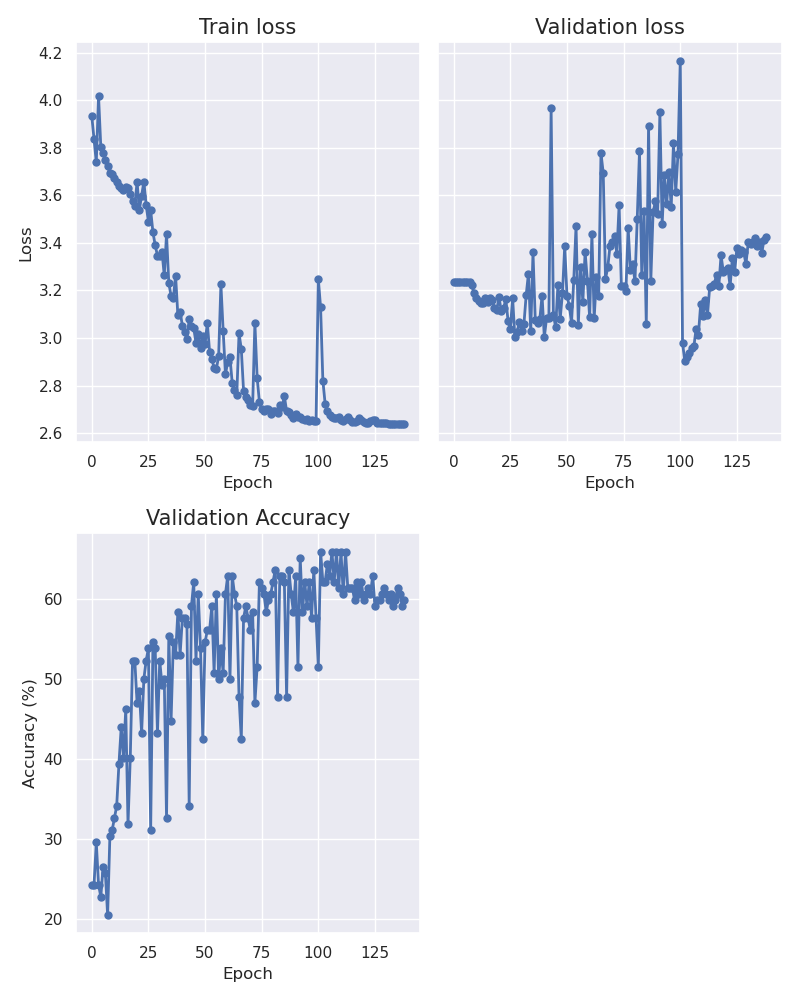 Train loss
Validation loss
4.2
4.0
3.8
3.6
3.4
3.2
3.0
2.8
2.6
Loss
0 25 50 75 100 125
Epoch
0 25 50 75 100 125
Epoch
Validation Accuracy
60
50
40
30
20
Accuracy (%)
0 25 50 75 100 125
Epoch